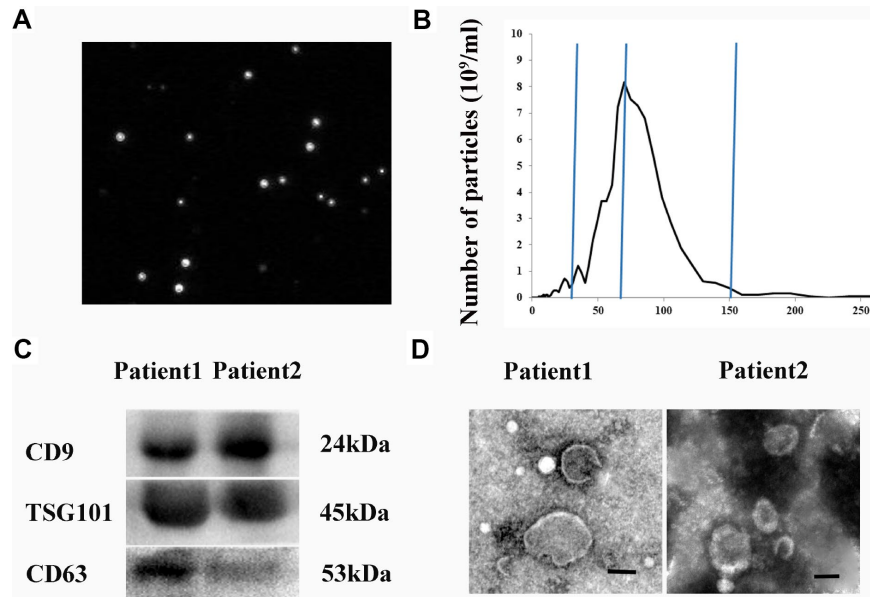 A
B
Number of particles (10⁹/ml)
10
9
8
7
6
5
4
3
2
1
0
0 50 100 150 200 250
C
Patient1 Patient2
CD9 24kDa
TSG101 45kDa
CD63 53kDa
D
Patient1 Patient2